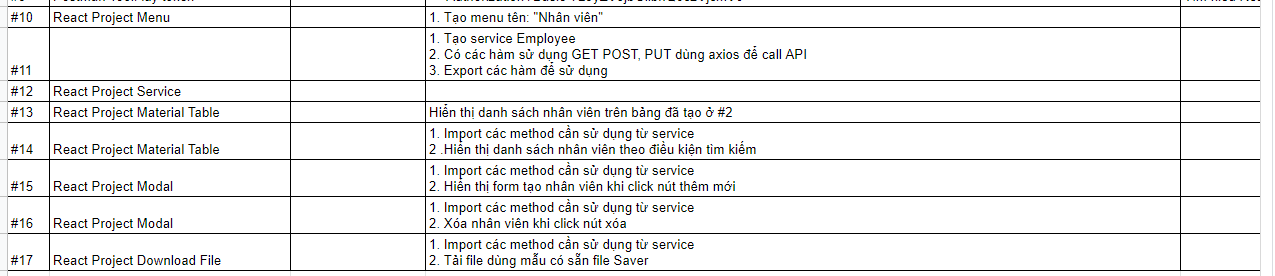 #10 React Project Menu 1. Tạo menu tên: "Nhân viên"
1. Tạo service Employee
2. Có các hàm sử dụng GET POST, PUT dùng axios để call API
#11 3. Export các hàm để sử dụng
#12 React Project Service
#13 React Project Material Table Hiển thị danh sách nhân viên trên bảng đã tạo ở #2
1. Import các method cần sử dụng từ service
#14 React Project Material Table 2 .Hiển thị danh sách nhân viên theo điều kiện tìm kiếm
1. Import các method cần sử dụng từ service
#15 React Project Modal 2. Hiển thị form tạo nhân viên khi click nút thêm mới
1. Import các method cần sử dụng từ service
#16 React Project Modal 2. Xóa nhân viên khi click nút xóa
1. Import các method cần sử dụng từ service
#17 React Project Download File 2. Tải file dùng mẫu có sẵn file Saver